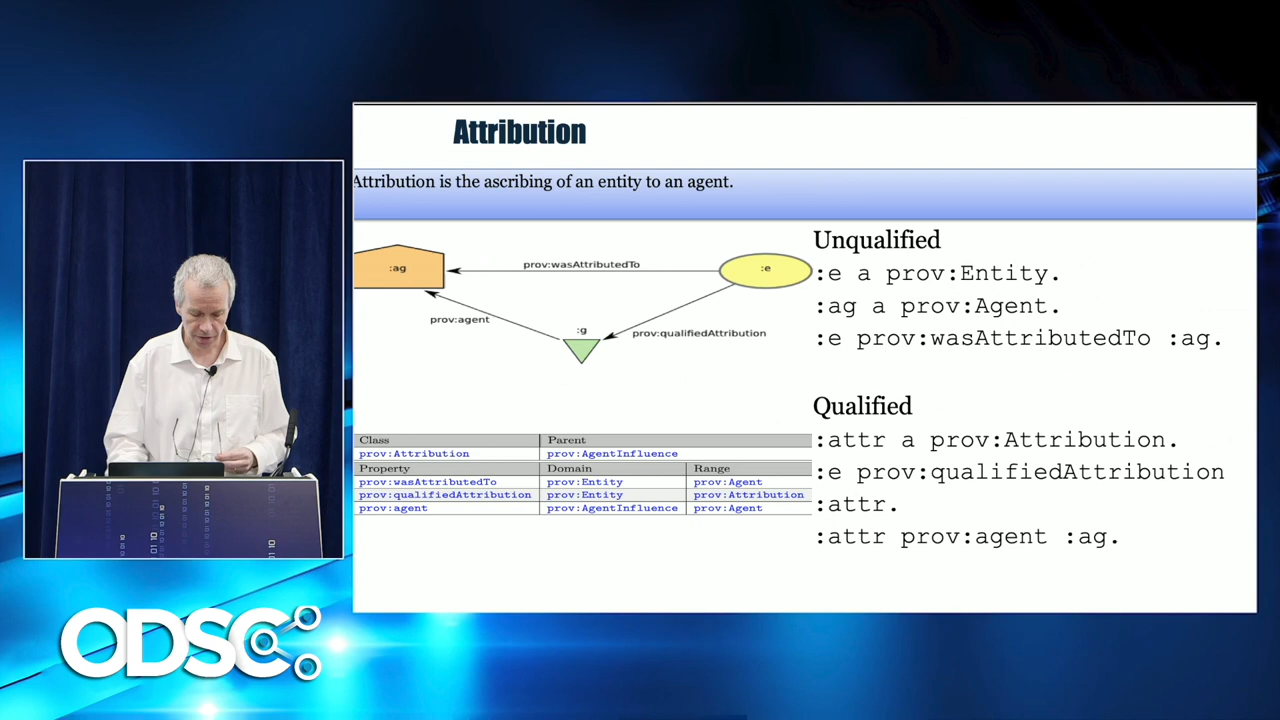 Attribution
Attribution is the ascribing of an entity to an agent.
:ag
prov:wasAttributedTo
:e
prov:agent
:g
prov:qualifiedAttribution
Class Parent
prov:Attribution prov:AgentInfluence
Property Domain Range
prov:wasAttributedTo prov:Entity prov:Agent
prov:qualifiedAttribution prov:Entity prov:Attribution
prov:agent prov:AgentInfluence prov:Agent
Unqualified
:e a prov:Entity.
:ag a prov:Agent.
:e prov:wasAttributedTo :ag.
Qualified
:attr a prov:Attribution.
:e prov:qualifiedAttribution
:attr.
:attr prov:agent :ag.
ODSC